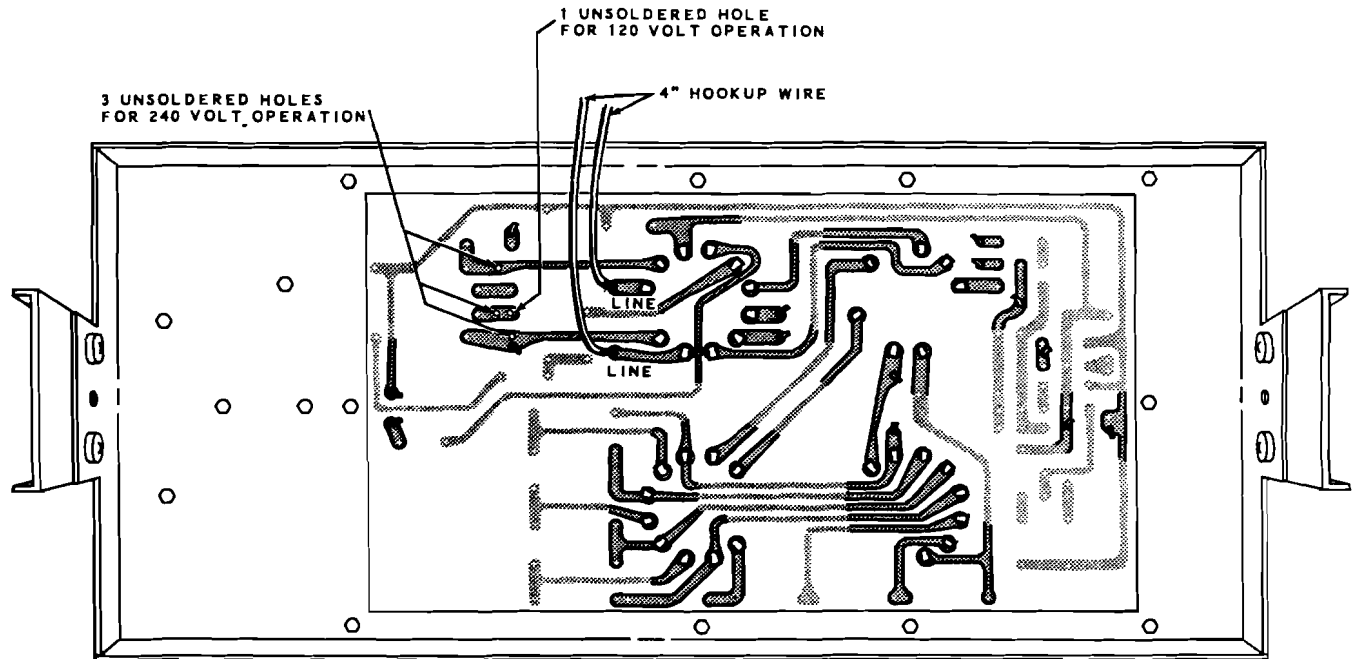 1 UNSOLDERED HOLE
FOR 120 VOLT OPERATION
3 UNSOLDERED HOLES
FOR 240 VOLT OPERATION
4" HOOKUP WIRE
LINE
LINE